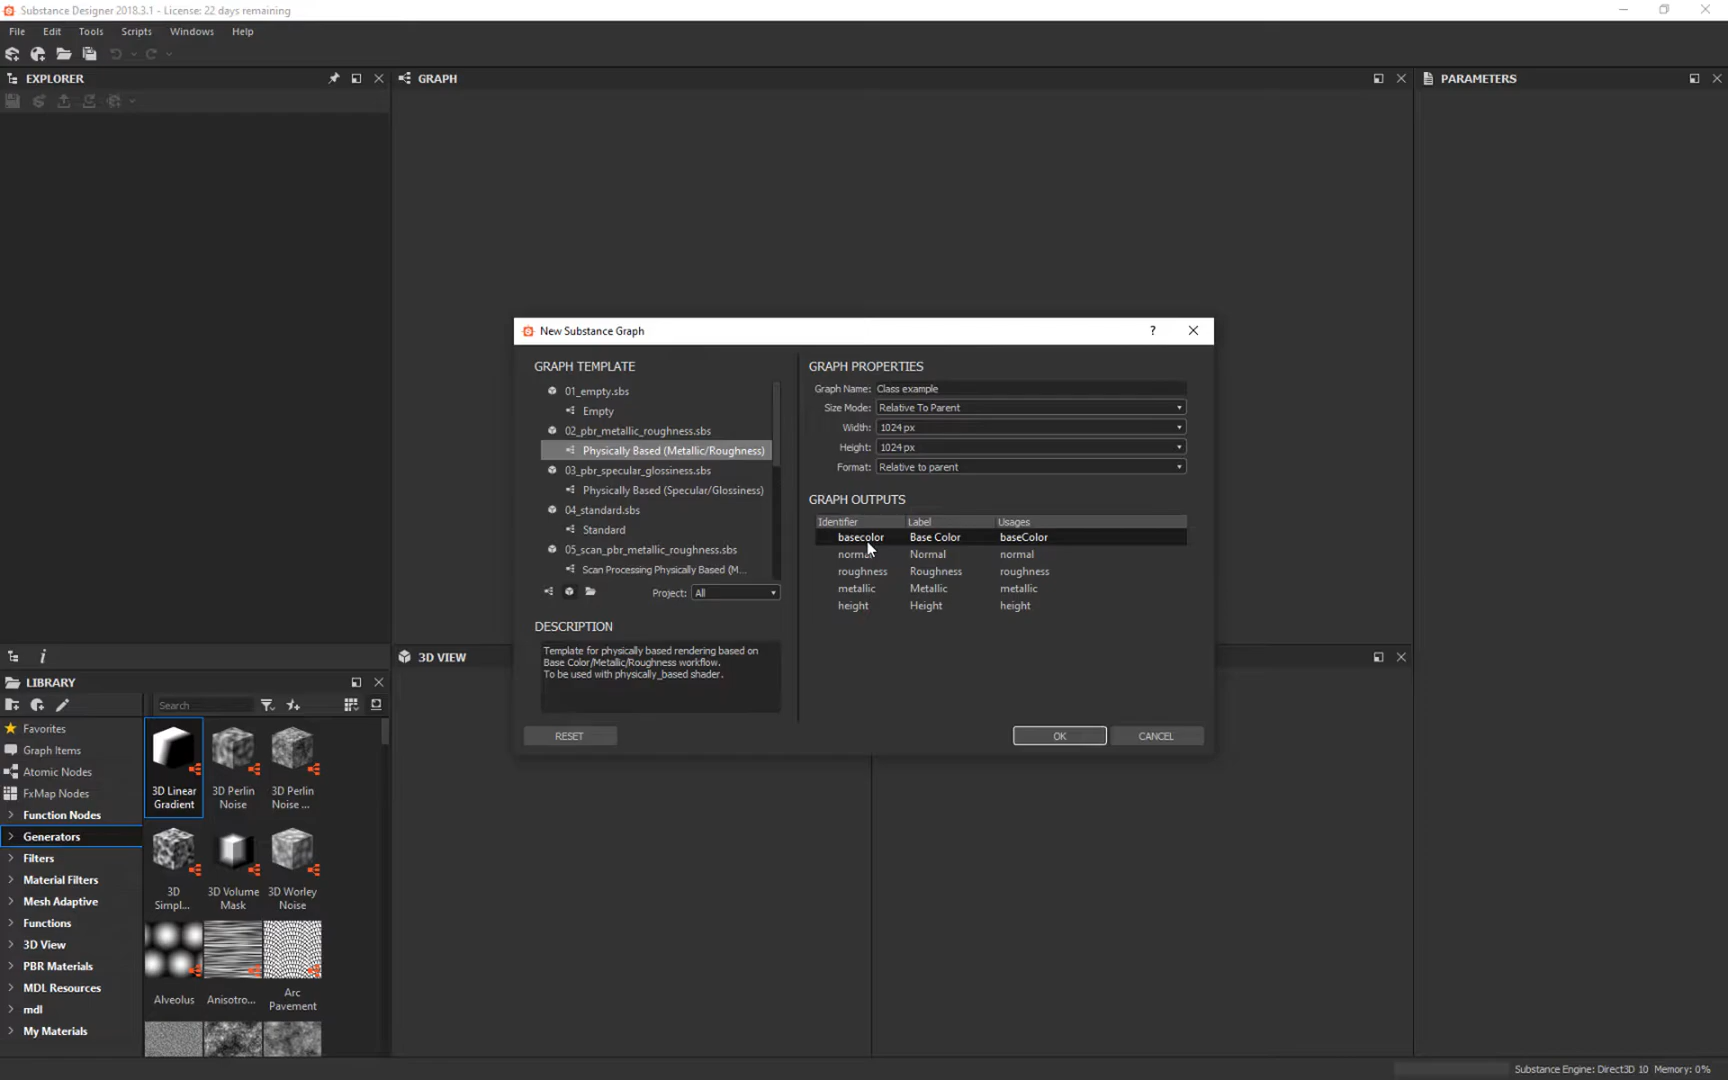 Substance Designer 2018.3.1 - License: 22 days remaining
File Edit Tools Scripts Windows Help
EXPLORER
GRAPH
PARAMETERS
New Substance Graph
?
GRAPH TEMPLATE
01_empty.sbs
Empty
02_pbr_metallic_roughness.sbs
Physically Based (Metallic/Roughness)
03_pbr_specular_glossiness.sbs
Physically Based (Specular/Glossiness)
04_standard.sbs
Standard
05_scan_pbr_metallic_roughness.sbs
Scan Processing Physically Based (M...
Project: All
DESCRIPTION
Template for physically based rendering based on
Base Color/Metallic/Roughness workflow.
To be used with physically_based shader.
RESET
GRAPH PROPERTIES
Graph Name: Class example
Size Mode: Relative To Parent
Width: 1024 px
Height: 1024 px
Format: Relative to parent
GRAPH OUTPUTS
Identifier Label Usages
basecolor Base Color baseColor
normal Normal normal
roughness Roughness roughness
metallic Metallic metallic
height Height height
OK CANCEL
3D VIEW
i
LIBRARY
Search
Favorites
Graph Items
Atomic Nodes
FxMap Nodes
Function Nodes
Generators
Filters
Material Filters
Mesh Adaptive
Functions
3D View
PBR Materials
MDL Resources
mdl
My Materials
3D Linear
Gradient
3D Perlin
Noise
3D Perlin
Noise ...
3D
Simpl...
3D Volume
Mask
3D Worley
Noise
Alveolus
Anisotro...
Arc
Pavement
Substance Engine: Direct3D 10 Memory: 0%